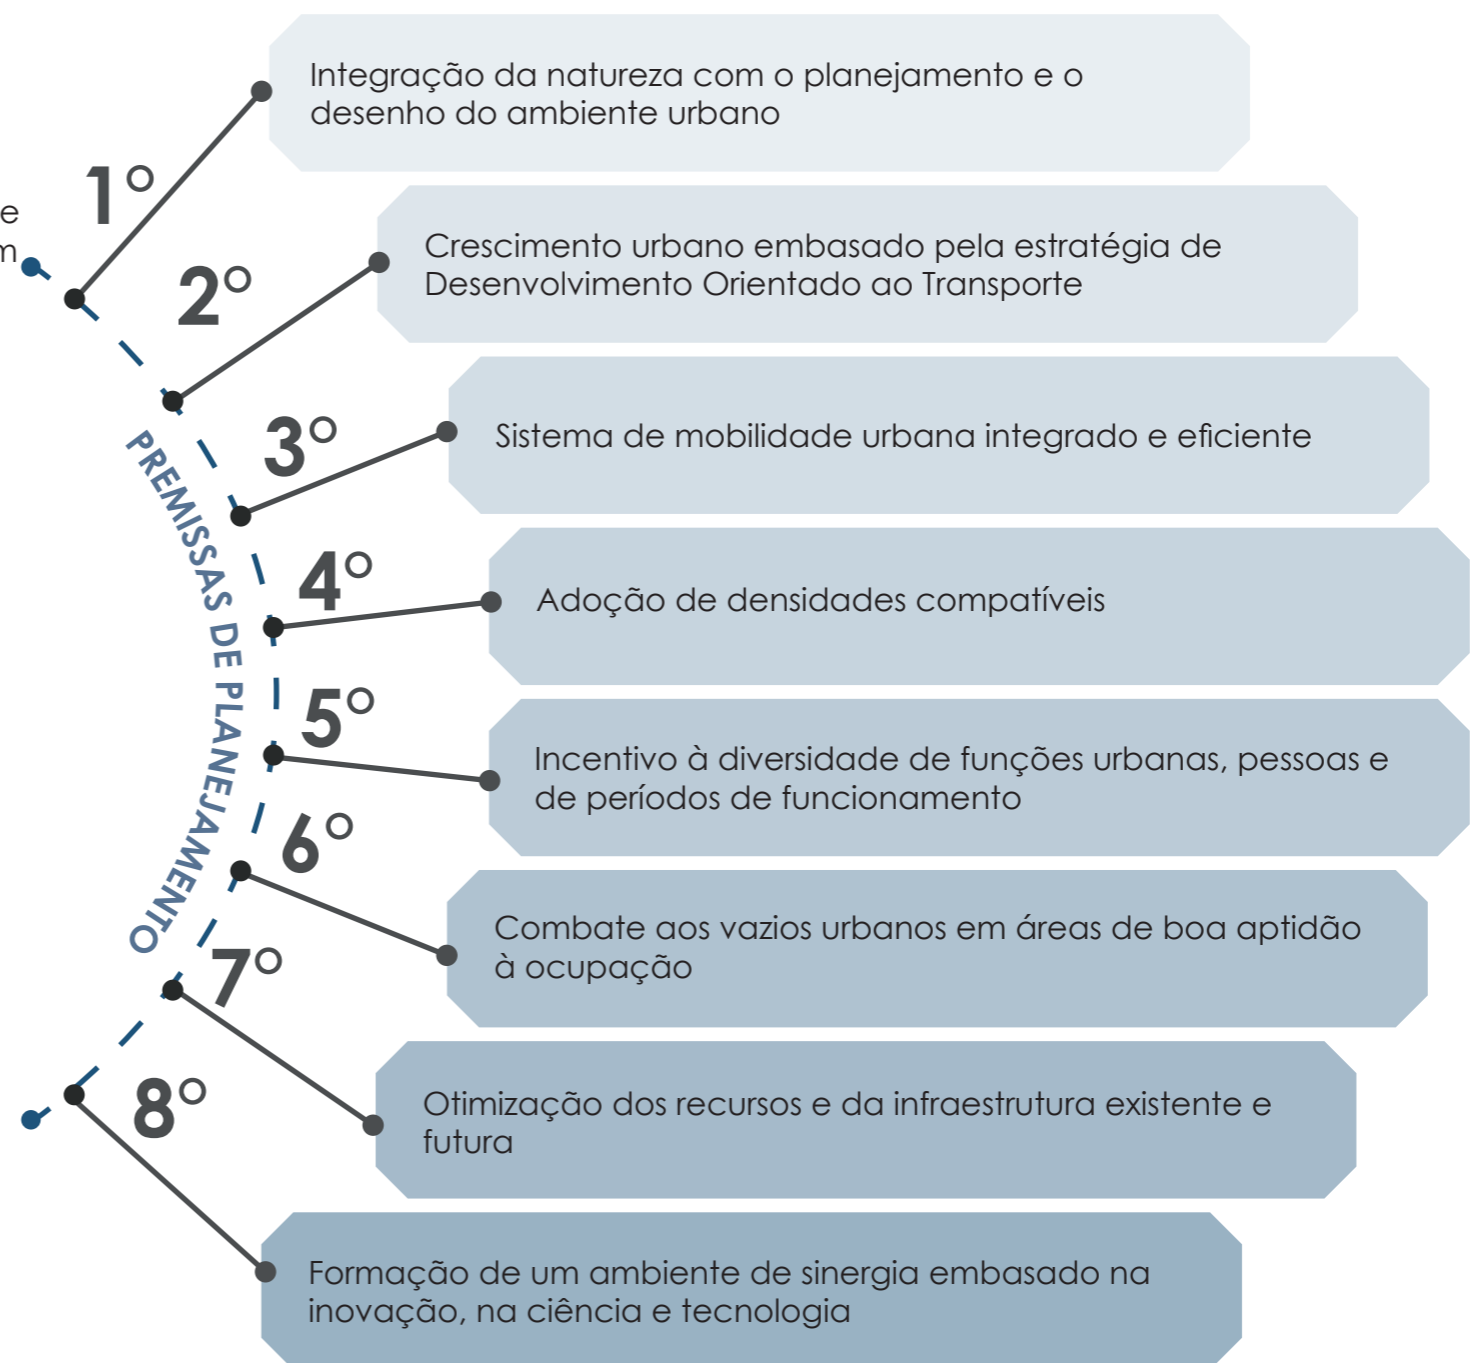 1°
Integração da natureza com o planejamento e o
desenho do ambiente urbano
2°
Crescimento urbano embasado pela estratégia de
Desenvolvimento Orientado ao Transporte
3°
Sistema de mobilidade urbana integrado e eficiente
4°
Adoção de densidades compatíveis
5°
Incentivo à diversidade de funções urbanas, pessoas e
de períodos de funcionamento
6°
Combate aos vazios urbanos em áreas de boa aptidão
à ocupação
7°
Otimização dos recursos e da infraestrutura existente e
futura
8°
Formação de um ambiente de sinergia embasado na
inovação, na ciência e tecnologia
PREMISSAS DE PLANEJAMENTO